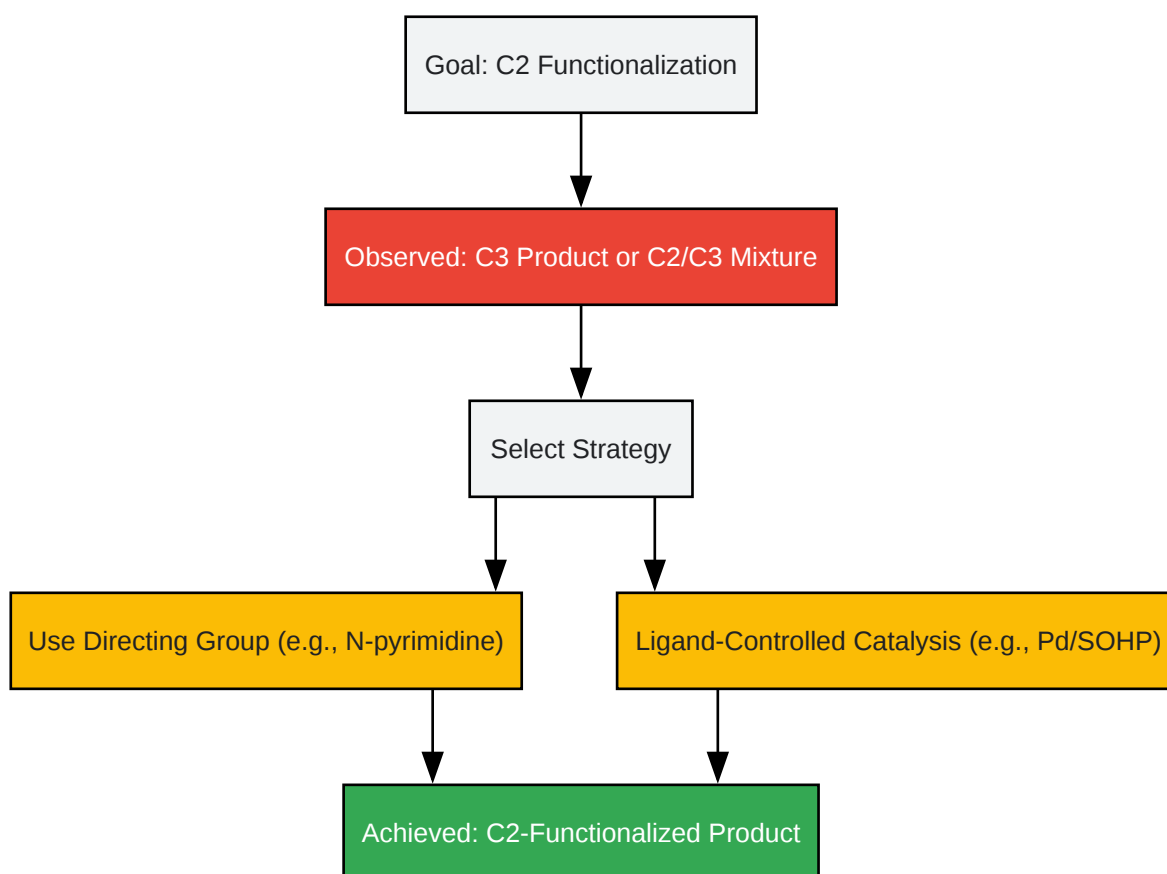 Goal: C2 Functionalization
Observed: C3 Product or C2/C3 Mixture
Select Strategy
Use Directing Group (e.g., N-pyrimidine)
Ligand-Controlled Catalysis (e.g., Pd/SOHP)
Achieved: C2-Functionalized Product